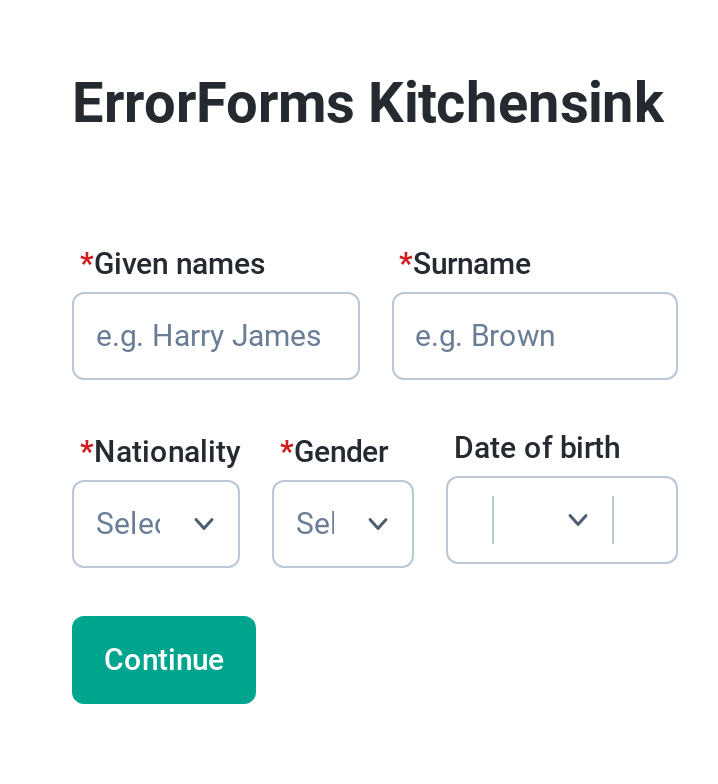 ErrorForms Kitchensink
*Given names *Surname
e.g. Harry James e.g. Brown
*Nationality *Gender Date of birth
Selec Sel
Continue